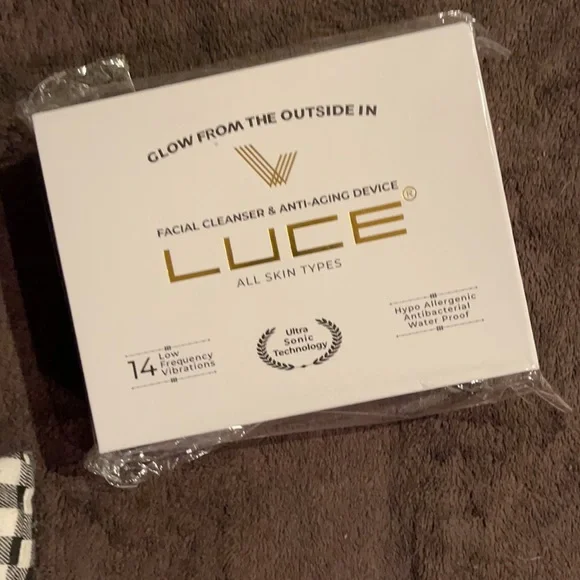 GLOW FROM THE OUTSIDE IN
FACIAL CLEANSER & ANTI-AGING DEVICE
LUCE®
ALL SKIN TYPES
14 Low
Frequency
Vibrations
Ultra
Sonic
Technology
Hypo Allergenic
Antibacterial
Water Proof